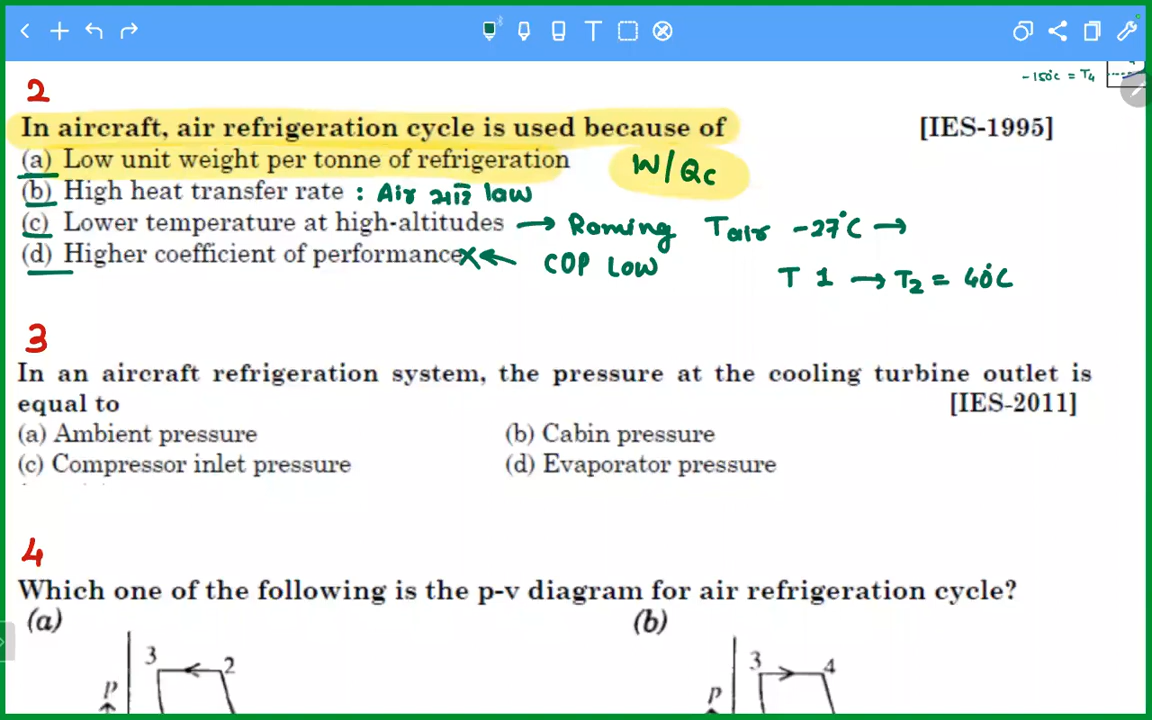 -150°C = T4
2
In aircraft, air refrigeration cycle is used because of [IES-1995]
(a) Low unit weight per tonne of refrigeration W/Qc
(b) High heat transfer rate : Air law
(c) Lower temperature at high-altitudes → Raming Tair -27°C →
(d) Higher coefficient of performance X ← COP Low T 1 → T2 = 40°C
3
In an aircraft refrigeration system, the pressure at the cooling turbine outlet is
equal to [IES-2011]
(a) Ambient pressure (b) Cabin pressure
(c) Compressor inlet pressure (d) Evaporator pressure
4
Which one of the following is the p-v diagram for air refrigeration cycle?
(a) (b)
3 2 3 4
p p